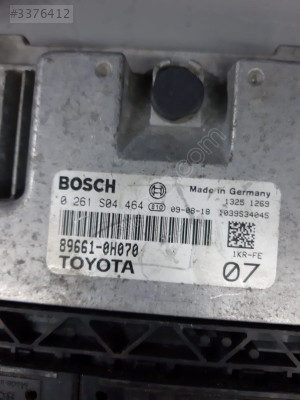 #3376412
BOSCH
Made in Germany
0 261 S04 464 e10 09-08-18
1325 1269
1039S34045
89661-0H070
TOYOTA
07
1KR-FE